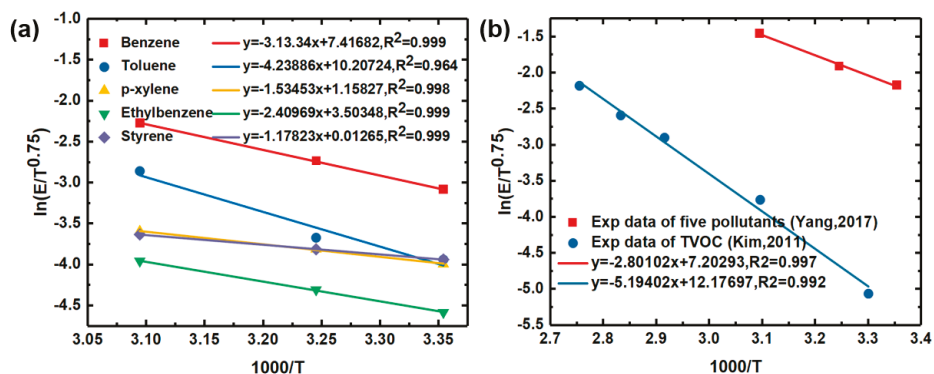 (a)
-1.0
-1.5
-2.0
-2.5
-3.0
-3.5
-4.0
-4.5
ln(E/T^0.75)
Benzene y=-3.13.34x+7.41682,R²=0.999
Toluene y=-4.23886x+10.20724,R²=0.964
p-xylene y=-1.53453x+1.15827,R²=0.998
Ethylbenzene y=-2.40969x+3.50348,R²=0.999
Styrene y=-1.17823x+0.01265,R²=0.999
3.05 3.10 3.15 3.20 3.25 3.30 3.35
1000/T
(b)
-1.0
-1.5
-2.0
-2.5
-3.0
-3.5
-4.0
-4.5
-5.0
-5.5
ln(E/T^0.75)
Exp data of five pollutants (Yang,2017)
Exp data of TVOC (Kim,2011)
y=-2.80102x+7.20293,R2=0.997
y=-5.19402x+12.17697,R2=0.992
2.7 2.8 2.9 3.0 3.1 3.2 3.3 3.4
1000/T